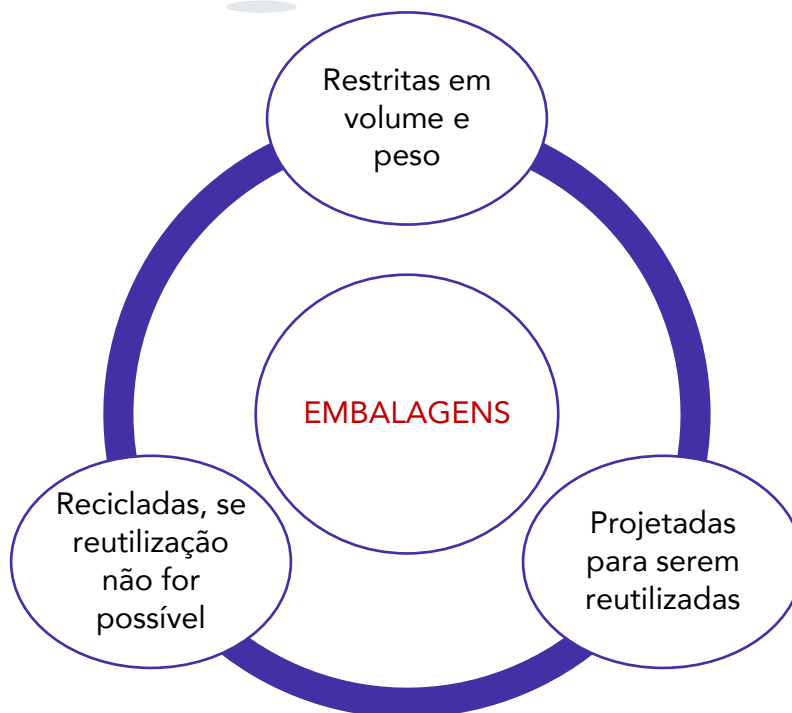 Restritas em
volume e
peso
EMBALAGENS
Recicladas, se
reutilização
não for
possível
Projetadas
para serem
reutilizadas